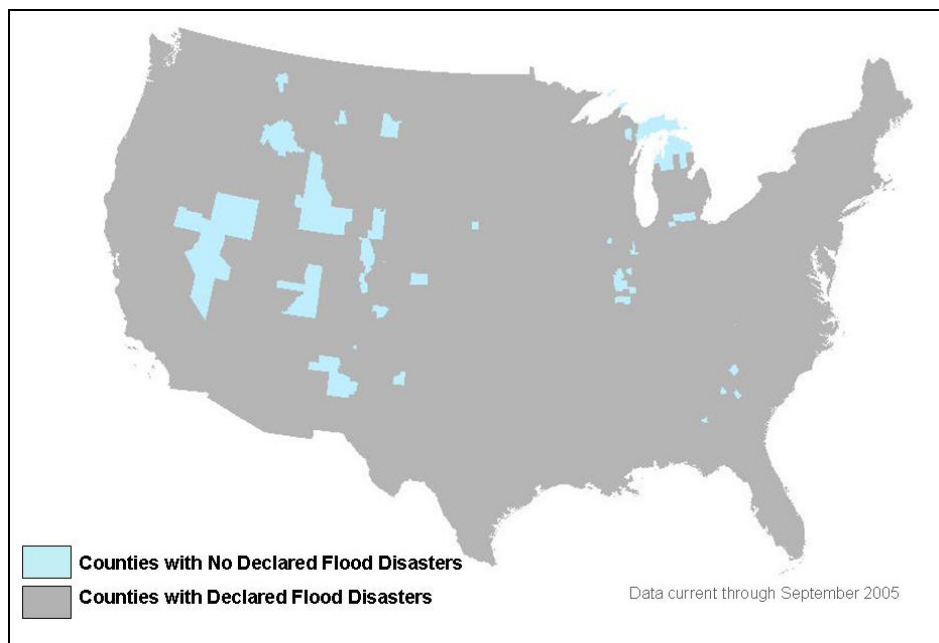 Counties with No Declared Flood Disasters
Counties with Declared Flood Disasters
Data current through September 2005